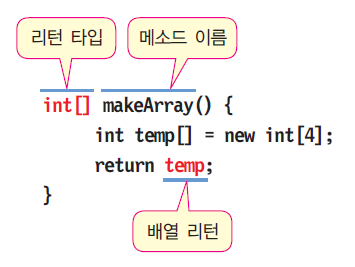 리턴 타입 메소드 이름
int[] makeArray() {
int temp[] = new int[4];
return temp;
}
배열 리턴